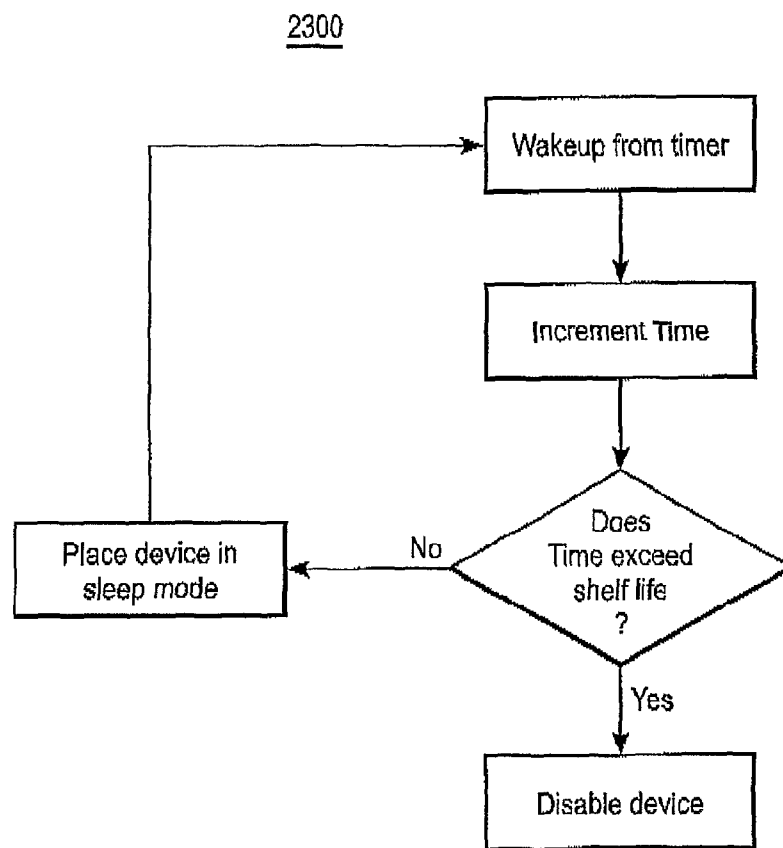 2300
Wakeup from timer
Increment Time
Does
Time exceed
shelf life
?
No
Place device in
sleep mode
Yes
Disable device